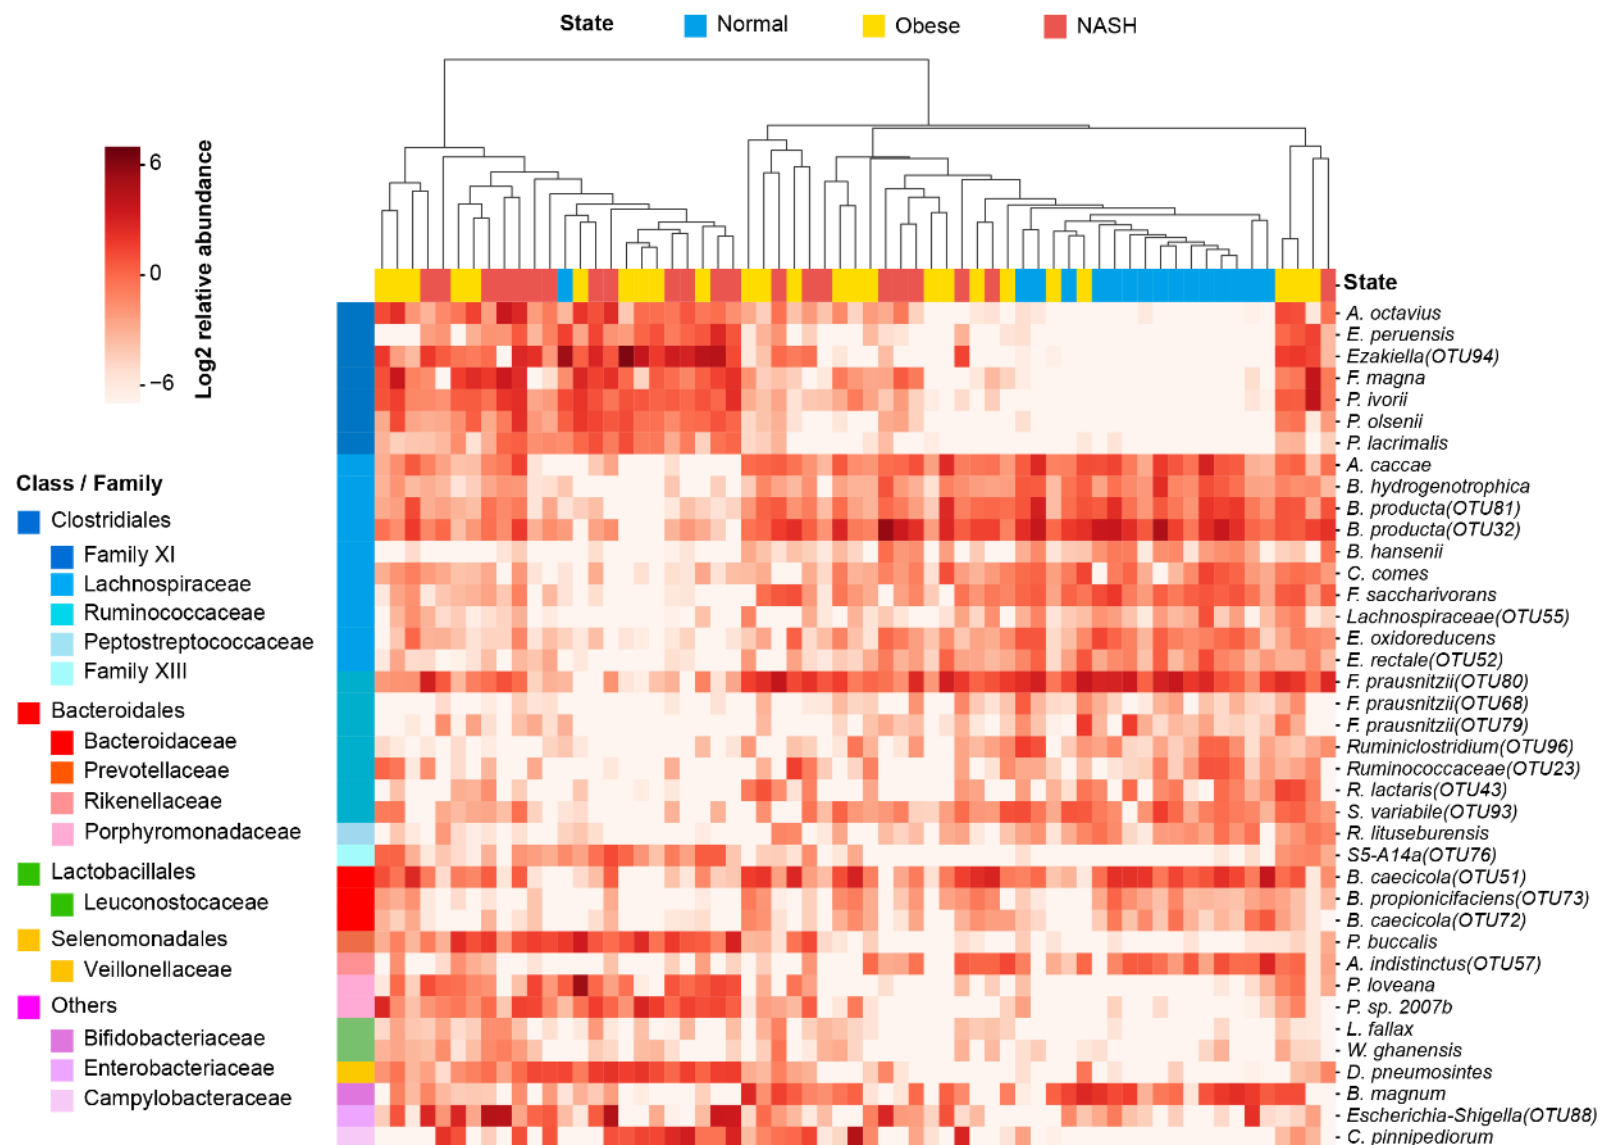 State Normal Obese NASH
6
0
−6
Log2 relative abundance
State
A. octavius
E. peruensis
Ezakiella(OTU94)
F. magna
P. ivorii
P. olsenii
P. lacrimalis
A. caccae
B. hydrogenotrophica
B. producta(OTU81)
B. producta(OTU32)
B. hansenii
C. comes
F. saccharivorans
Lachnospiraceae(OTU55)
E. oxidoreducens
E. rectale(OTU52)
F. prausnitzii(OTU80)
F. prausnitzii(OTU68)
F. prausnitzii(OTU79)
Ruminiclostridium(OTU96)
Ruminococcaceae(OTU23)
R. lactaris(OTU43)
S. variabile(OTU93)
R. lituseburensis
S5-A14a(OTU76)
B. caecicola(OTU51)
B. propionicifaciens(OTU73)
B. caecicola(OTU72)
P. buccalis
A. indistinctus(OTU57)
P. loveana
P. sp. 2007b
L. fallax
W. ghanensis
D. pneumosintes
B. magnum
Escherichia-Shigella(OTU88)
C. pinnipediorum
Class / Family
Clostridiales
Family XI
Lachnospiraceae
Ruminococcaceae
Peptostreptococcaceae
Family XIII
Bacteroidales
Bacteroidaceae
Prevotellaceae
Rikenellaceae
Porphyromonadaceae
Lactobacillales
Leuconostocaceae
Selenomonadales
Veillonellaceae
Others
Bifidobacteriaceae
Enterobacteriaceae
Campylobacteraceae